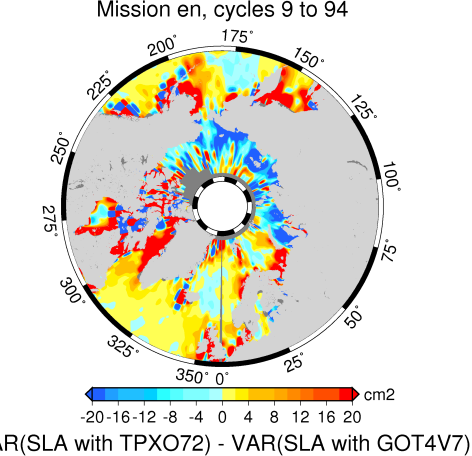 Mission en, cycles 9 to 94
175°
200° 150°
225° 125°
250° 100°
275° 75°
300° 50°
325° 25°
350° 0°
cm2
-20 -16 -12 -8 -4 0 4 8 12 16 20
AR(SLA with TPXO72) - VAR(SLA with GOT4V7)